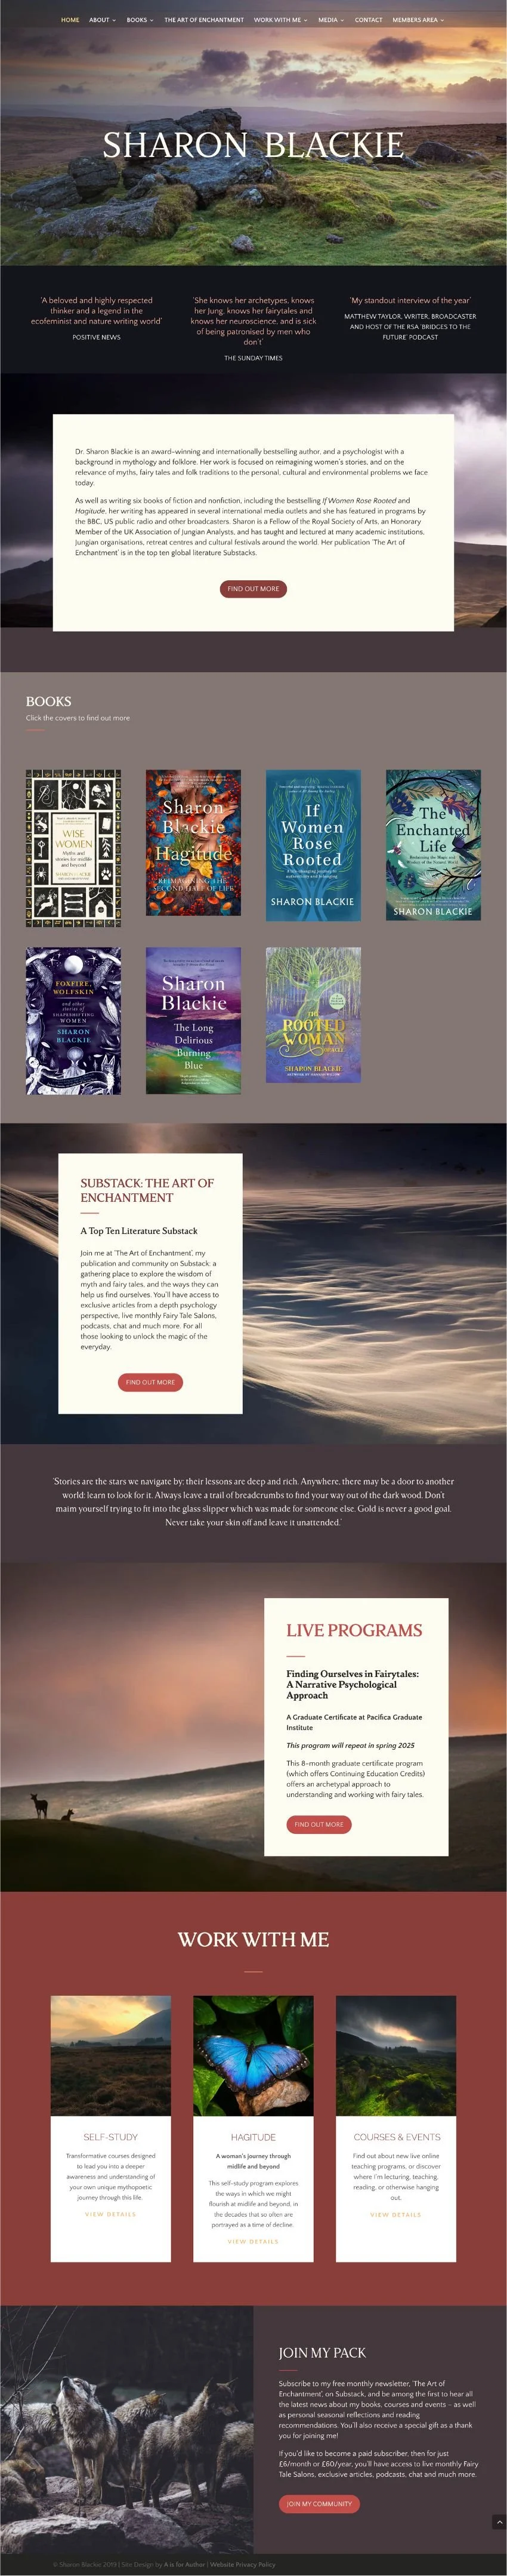 HOME ABOUT BOOKS THE ART OF ENCHANTMENT WORK WITH ME MEDIA CONTACT MEMBERS AREA
SHARON BLACKIE
'A beloved and highly respected
thinker and a legend in the
ecofeminist and nature writing world'
POSITIVE NEWS
'She knows her archetypes, knows
her Jung, knows her fairytales and
knows her neuroscience, and is sick
of being patronised by men who
don't'
THE SUNDAY TIMES
'My standout interview of the year'
MATTHEW TAYLOR, WRITER, BROADCASTER
AND HOST OF THE RSA 'BRIDGES TO THE
FUTURE' PODCAST
Dr. Sharon Blackie is an award-winning and internationally bestselling author, and a psychologist with a
background in mythology and folklore. Her work is focused on reimagining women's stories, and on the
relevance of myths, fairy tales and folk traditions to the personal, cultural and environmental problems we face
today.
As well as writing six books of fiction and nonfiction, including the bestselling If Women Rose Rooted and
Hagitude, her writing has appeared in several international media outlets and she has featured in programs by
the BBC, US public radio and other broadcasters. Sharon is a Fellow of the Royal Society of Arts, an Honorary
Member of the UK Association of Jungian Analysts, and has taught and lectured at many academic institutions,
Jungian organisations, retreat centres and cultural festivals around the world. Her publication 'The Art of
Enchantment' is in the top ten global literature Substacks.
FIND OUT MORE
BOOKS
Click the covers to find out more
WISE
WOMEN
Myths and
stories for midlife
and beyond
SHARON BLACKIE
Sharon
Blackie
Hagitude
REIMAGINING THE
SECOND HALF OF LIFE
If
Women
Rose
Rooted
SHARON BLACKIE
The
Enchanted
Life
SHARON BLACKIE
FOXFIRE,
WOLFSKIN
and other
stories of
SHAPESHIFTING
WOMEN
SHARON
BLACKIE
Sharon
Blackie
The Long
Delirious
Burning
Blue
THE
ROOTED
WOMAN
ORACLE
SHARON BLACKIE
SUBSTACK: THE ART OF
ENCHANTMENT
A Top Ten Literature Substack
Join me at 'The Art of Enchantment', my
publication and community on Substack: a
gathering place to explore the wisdom of
myth and fairy tales, and the ways they can
help us find ourselves. You'll have access to
exclusive articles from a depth psychology
perspective, live monthly Fairy Tale Salons,
podcasts, chat and much more. For all
those looking to unlock the magic of the
everyday.
FIND OUT MORE
'Stories are the stars we navigate by; their lessons are deep and rich. Anywhere, there may be a door to another
world: learn to look for it. Always leave a trail of breadcrumbs to find your way out of the dark wood. Don't
maim yourself trying to fit into the glass slipper which was made for someone else. Gold is never a good goal.
Never take your skin off and leave it unattended.'
LIVE PROGRAMS
Finding Ourselves in Fairytales:
A Narrative Psychological
Approach
A Graduate Certificate at Pacifica Graduate
Institute
This program will repeat in spring 2025
This 8-month graduate certificate program
(which offers Continuing Education Credits)
offers an archetypal approach to
understanding and working with fairy tales.
FIND OUT MORE
WORK WITH ME
SELF-STUDY
Transformative courses designed
to lead you into a deeper
awareness and understanding of
your own unique mythopoetic
journey through this life.
VIEW DETAILS
HAGITUDE
A woman's journey through
midlife and beyond
This self-study program explores
the ways in which we might
flourish at midlife and beyond, in
the decades that so often are
portrayed as a time of decline.
VIEW DETAILS
COURSES & EVENTS
Find out about new live online
teaching programs, or discover
where I'm lecturing, teaching,
reading, or otherwise hanging
out.
VIEW DETAILS
JOIN MY PACK
Subscribe to my free monthly newsletter, 'The Art of
Enchantment', on Substack, and be among the first to hear all
the latest news about my books, courses and events – as well
as personal seasonal reflections and reading
recommendations. You'll also receive a special gift as a thank
you for joining me!
If you'd like to become a paid subscriber, then for just
£6/month or £60/year, you'll have access to live monthly Fairy
Tale Salons, exclusive articles, podcasts, chat and much more.
JOIN MY COMMUNITY
© Sharon Blackie 2019 | Site Design by A is for Author | Website Privacy Policy